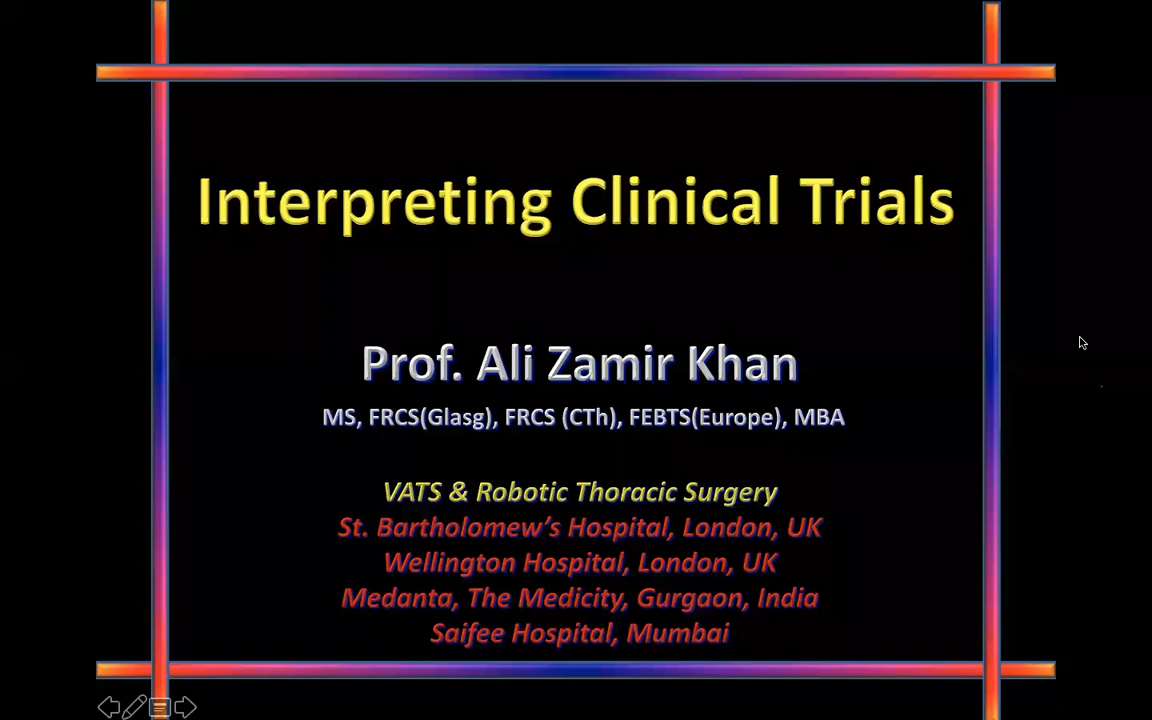 Interpreting Clinical Trials
Prof. Ali Zamir Khan
MS, FRCS(Glasg), FRCS (CTh), FEBTS(Europe), MBA
VATS & Robotic Thoracic Surgery
St. Bartholomew’s Hospital, London, UK
Wellington Hospital, London, UK
Medanta, The Medicity, Gurgaon, India
Saifee Hospital, Mumbai